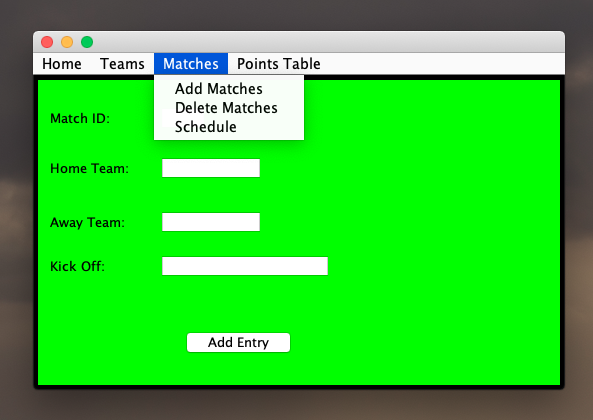 Home Teams Matches Points Table
Add Matches
Delete Matches
Schedule
Match ID:
Home Team:
Away Team:
Kick Off:
Add Entry